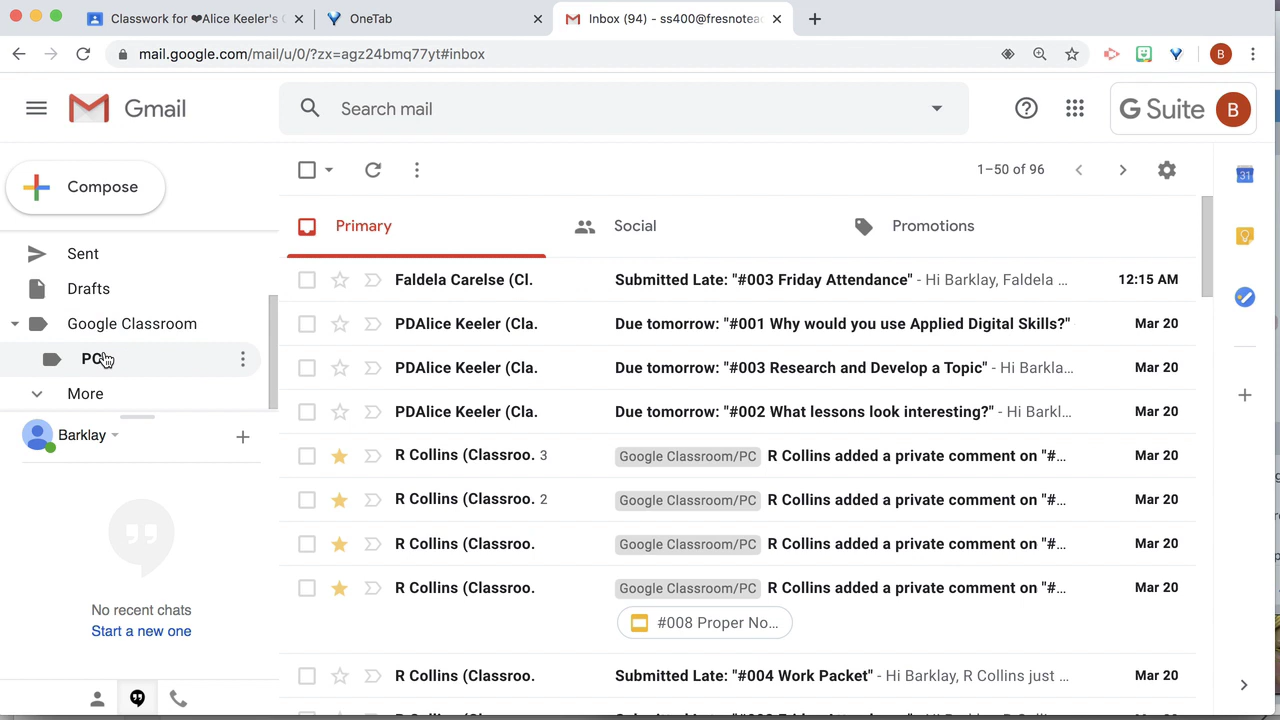 Classwork for ❤Alice Keeler's C
OneTab
Inbox (94) - ss400@fresnotea
mail.google.com/mail/u/0/?zx=agz24bmq77yt#inbox
B
Gmail
Search mail
G Suite B
Compose
1–50 of 96
31
Primary
Social
Promotions
Sent
Drafts
Google Classroom
PC
More
Barklay
No recent chats
Start a new one
Faldela Carelse (Cl. Submitted Late: "#003 Friday Attendance" - Hi Barklay, Faldela ... 12:15 AM
PDAlice Keeler (Cla. Due tomorrow: "#001 Why would you use Applied Digital Skills?" Mar 20
PDAlice Keeler (Cla. Due tomorrow: "#003 Research and Develop a Topic" - Hi Barkla... Mar 20
PDAlice Keeler (Cla. Due tomorrow: "#002 What lessons look interesting?" - Hi Barkl... Mar 20
R Collins (Classroo. 3 Google Classroom/PC R Collins added a private comment on "#... Mar 20
R Collins (Classroo. 2 Google Classroom/PC R Collins added a private comment on "#... Mar 20
R Collins (Classroo. Google Classroom/PC R Collins added a private comment on "#... Mar 20
R Collins (Classroo. Google Classroom/PC R Collins added a private comment on "#... Mar 20
#008 Proper No...
R Collins (Classroo. Submitted Late: "#004 Work Packet" - Hi Barklay, R Collins just ... Mar 20